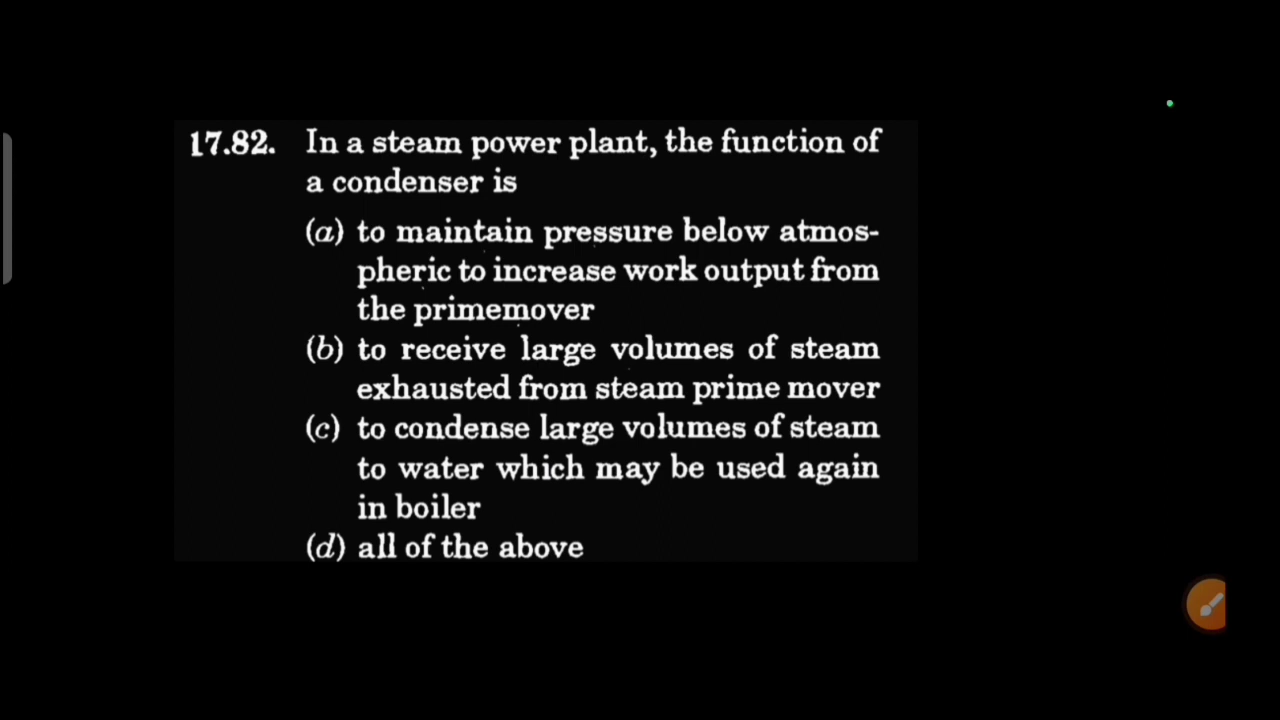 17.82. In a steam power plant, the function of
a condenser is
(a) to maintain pressure below atmos-
pheric to increase work output from
the primemover
(b) to receive large volumes of steam
exhausted from steam prime mover
(c) to condense large volumes of steam
to water which may be used again
in boiler
(d) all of the above